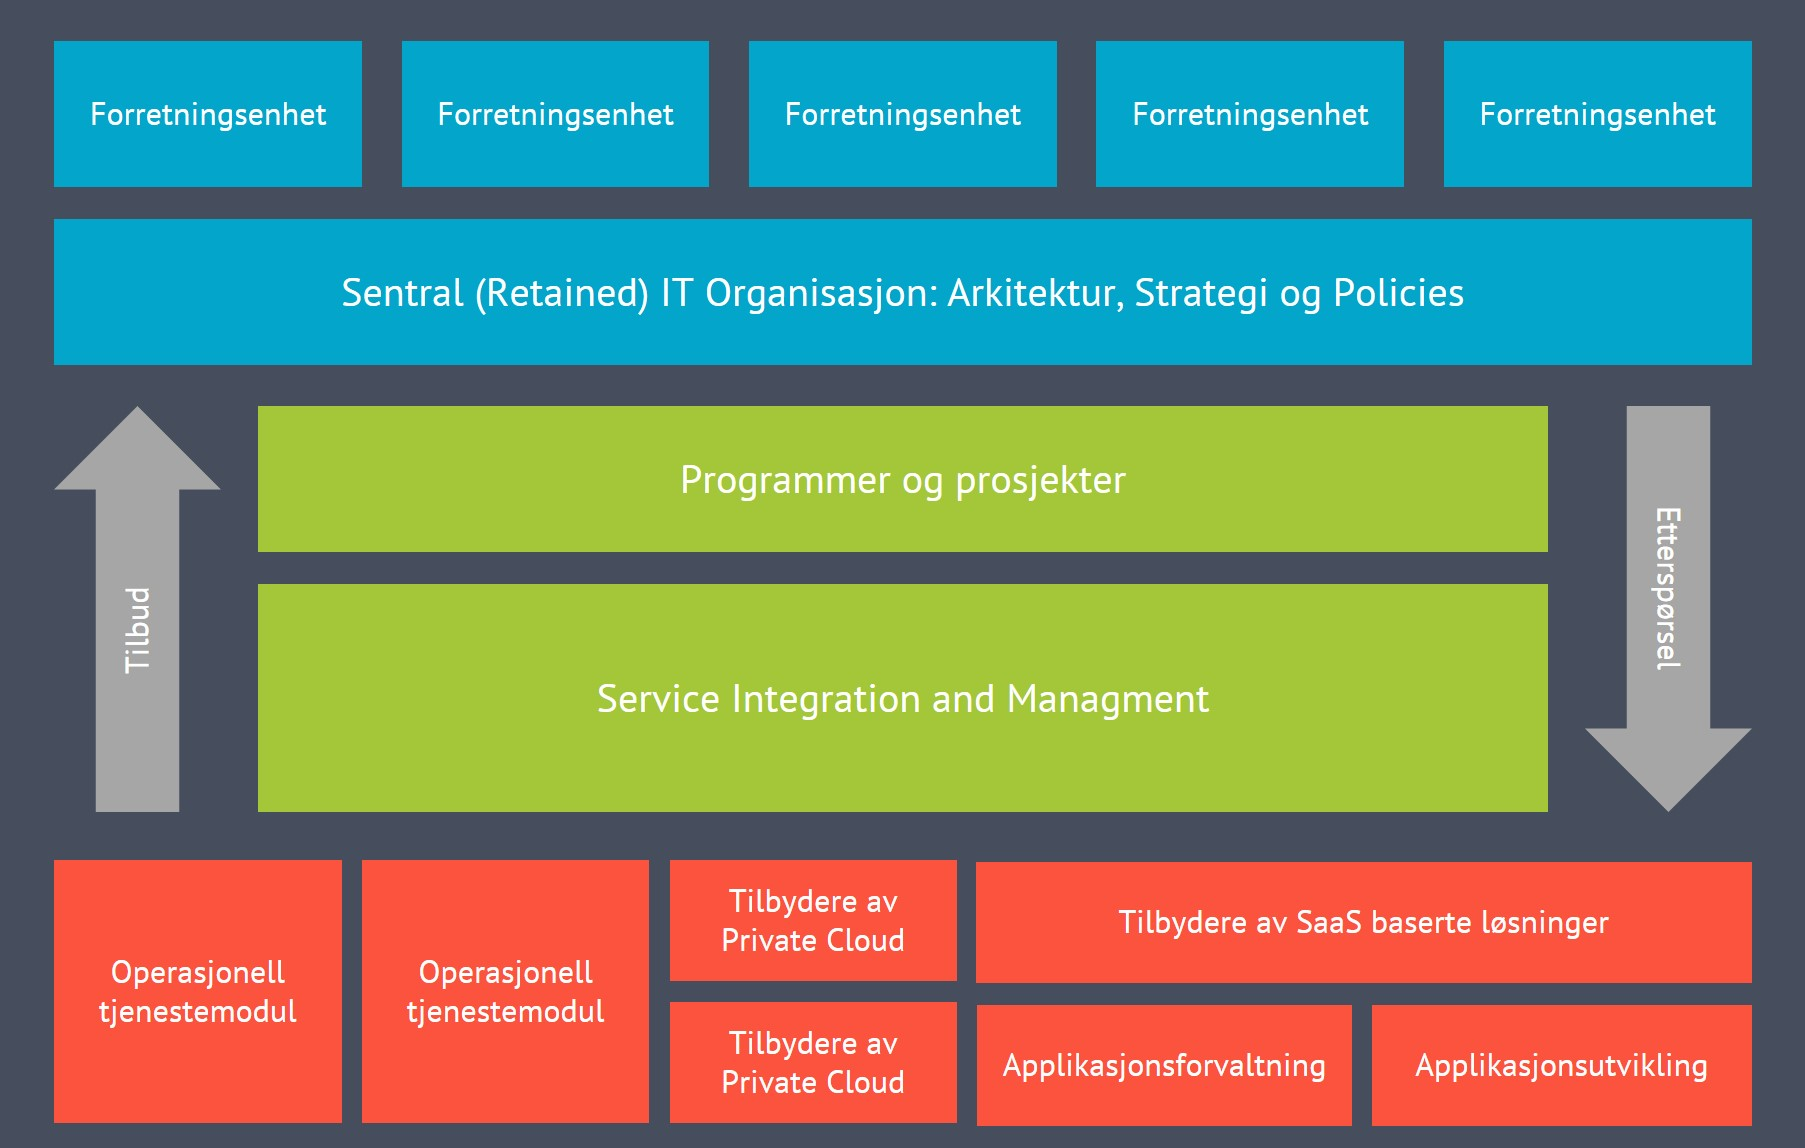 Forretningsenhet
Forretningsenhet
Forretningsenhet
Forretningsenhet
Forretningsenhet
Sentral (Retained) IT Organisasjon: Arkitektur, Strategi og Policies
Tilbud
Programmer og prosjekter
Service Integration and Managment
Etterspørsel
Operasjonell
tjenestemodul
Operasjonell
tjenestemodul
Tilbydere av
Private Cloud
Tilbydere av
Private Cloud
Tilbydere av SaaS baserte løsninger
Applikasjonsforvaltning
Applikasjonsutvikling